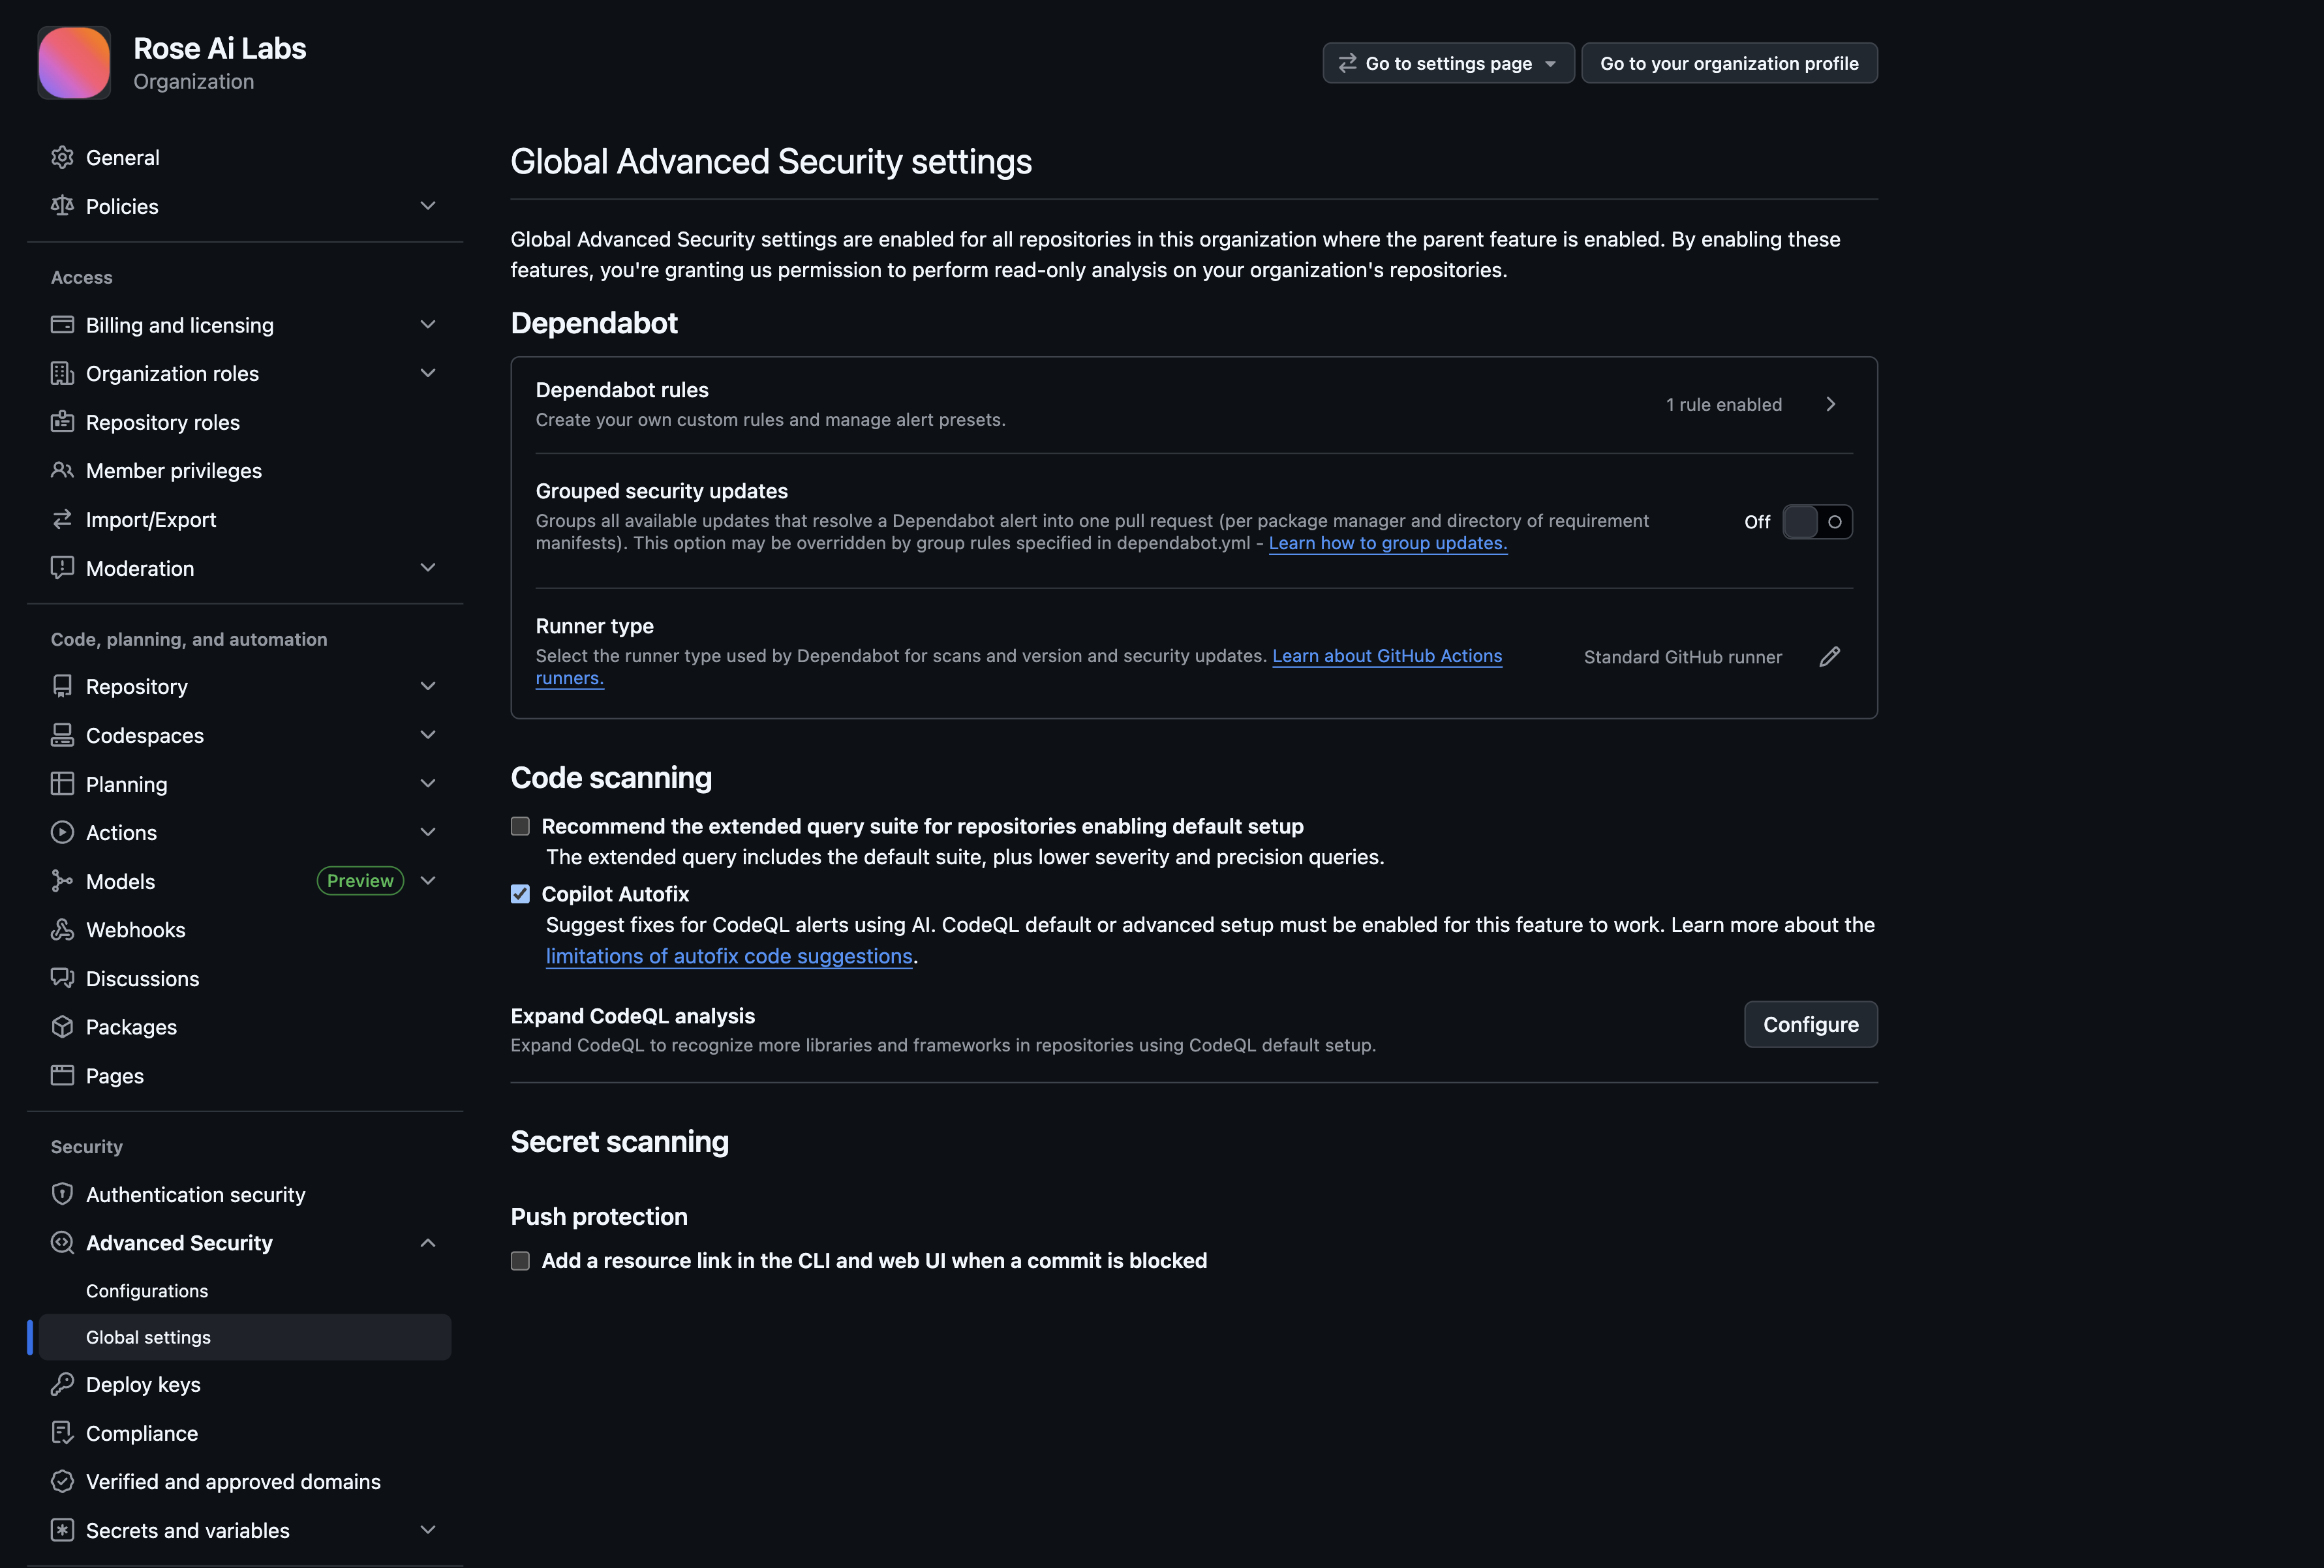 Rose Ai Labs
Organization
Go to settings page
Go to your organization profile
General
Policies
Access
Billing and licensing
Organization roles
Repository roles
Member privileges
Import/Export
Moderation
Code, planning, and automation
Repository
Codespaces
Planning
Actions
Models
Preview
Webhooks
Discussions
Packages
Pages
Security
Authentication security
Advanced Security
Configurations
Global settings
Deploy keys
Compliance
Verified and approved domains
Secrets and variables
Global Advanced Security settings
Global Advanced Security settings are enabled for all repositories in this organization where the parent feature is enabled. By enabling these
features, you're granting us permission to perform read-only analysis on your organization's repositories.
Dependabot
Dependabot rules
Create your own custom rules and manage alert presets.
1 rule enabled
Grouped security updates
Groups all available updates that resolve a Dependabot alert into one pull request (per package manager and directory of requirement
manifests). This option may be overridden by group rules specified in dependabot.yml - Learn how to group updates.
Off
Runner type
Select the runner type used by Dependabot for scans and version and security updates. Learn about GitHub Actions
runners.
Standard GitHub runner
Code scanning
Recommend the extended query suite for repositories enabling default setup
The extended query includes the default suite, plus lower severity and precision queries.
Copilot Autofix
Suggest fixes for CodeQL alerts using AI. CodeQL default or advanced setup must be enabled for this feature to work. Learn more about the
limitations of autofix code suggestions.
Expand CodeQL analysis
Expand CodeQL to recognize more libraries and frameworks in repositories using CodeQL default setup.
Configure
Secret scanning
Push protection
Add a resource link in the CLI and web UI when a commit is blocked